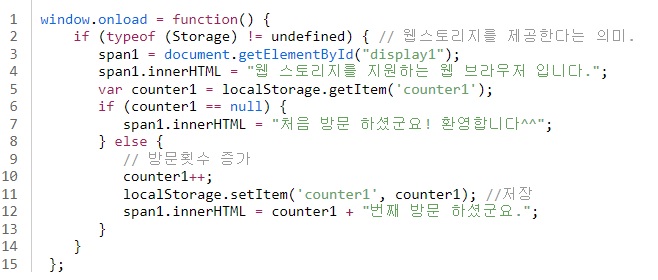 1 window.onload = function() {
2 if (typeof (Storage) != undefined) { // 웹스토리지를 제공한다는 의미.
3 span1 = document.getElementById("display1");
4 span1.innerHTML = "웹 스토리지를 지원하는 웹 브라우저 입니다.";
5 var counter1 = localStorage.getItem('counter1');
6 if (counter1 == null) {
7 span1.innerHTML = "처음 방문 하셨군요! 환영합니다^^";
8 } else {
9 // 방문횟수 증가
10 counter1++;
11 localStorage.setItem('counter1', counter1); //저장
12 span1.innerHTML = counter1 + "번째 방문 하셨군요.";
13 }
14 }
15 };